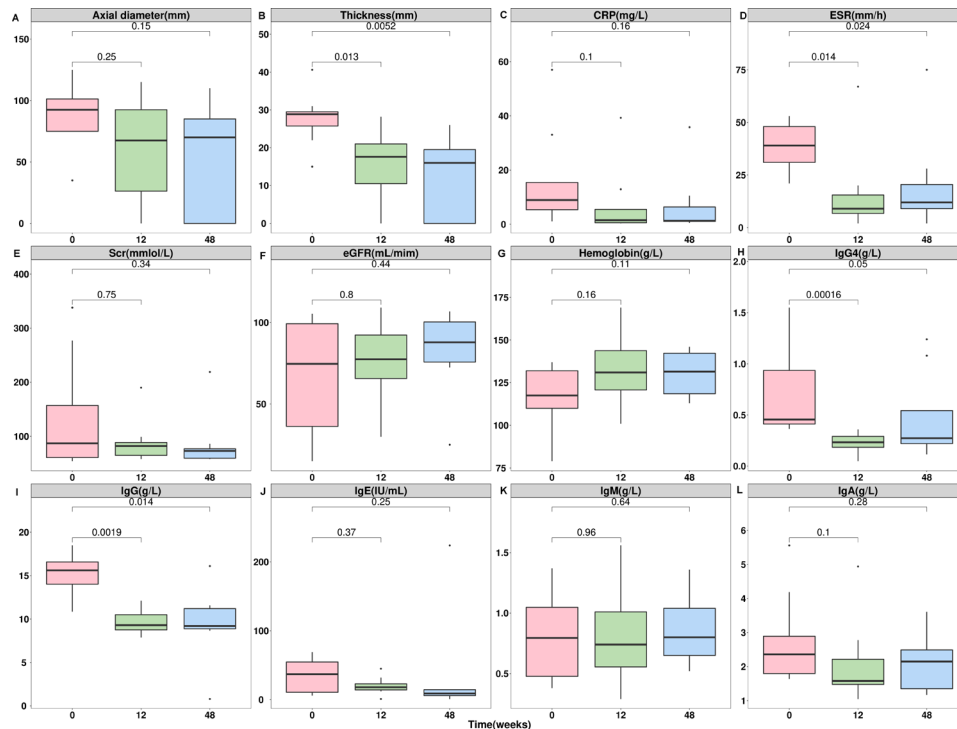 A Axial diameter(mm) B Thickness(mm) C CRP(mg/L) D ESR(mm/h)
0.15 0.0052 0.16 0.024
0.25 0.013 0.1 0.014
150 50 60 75
100 40 40 50
50 30 20 25
0 20 0 0
10
0
0 12 48 0 12 48 0 12 48 0 12 48
E Scr(mmlol/L) F eGFR(mL/mim) G Hemoglobin(g/L) H IgG4(g/L)
0.34 0.44 0.11 0.05
0.75 0.8 0.16 0.00016
400 100 175 2.0
300 50 150 1.5
200 125 1.0
100 100 0.5
75 0.0
0 12 48 0 12 48 0 12 48 0 12 48
I IgG(g/L) J IgE(IU/mL) K IgM(g/L) L IgA(g/L)
0.014 0.25 0.64 0.28
0.0019 0.37 0.96 0.1
20 200 1.5 6
15 100 1.0 5
10 0 0.5 4
5 3
0 2
1
0 12 48 0 12 48 0 12 48 0 12 48
Time(weeks)